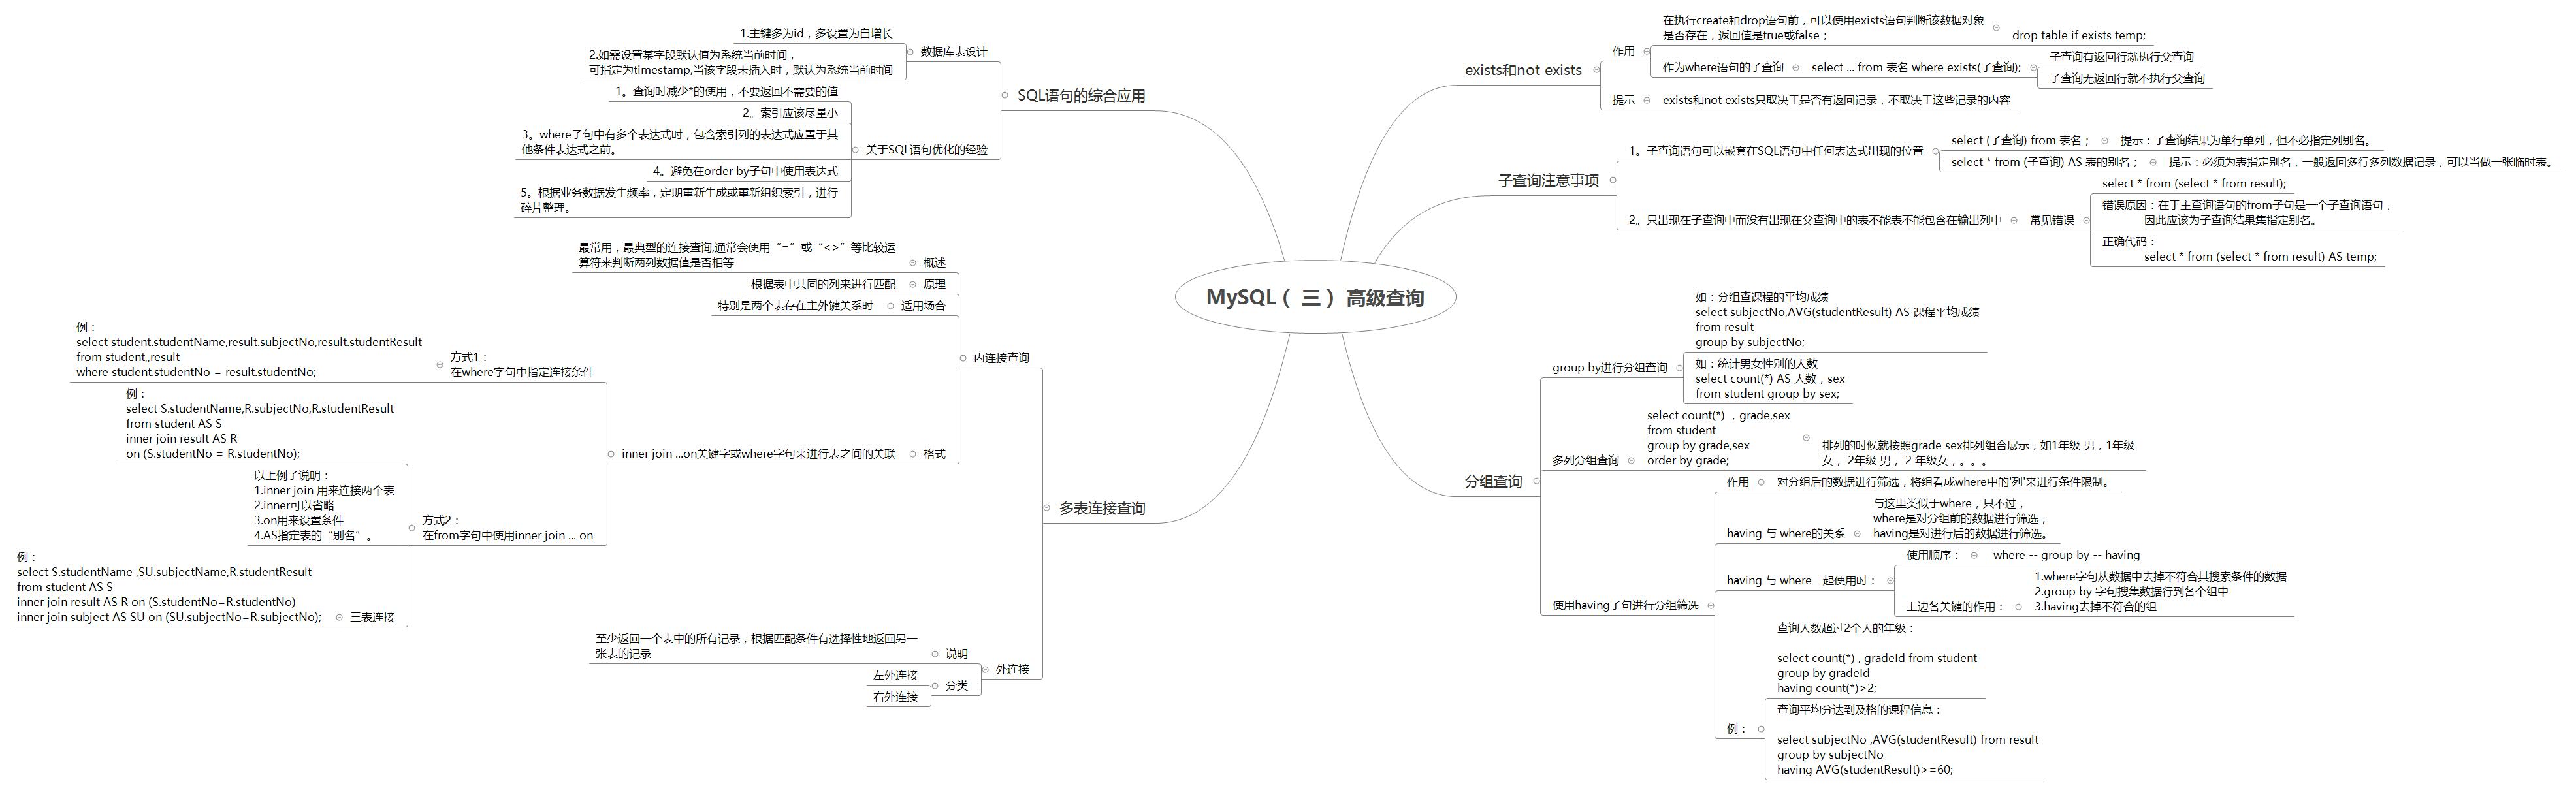 MySQL（ 三 ） 高级查询
exists和not exists
作用
在执行create和drop语句前，可以使用exists语句判断该数据对象
是否存在，返回值是true或false；
drop table if exists temp;
作为where语句的子查询
select ... from 表名 where exists(子查询);
子查询有返回行就执行父查询
子查询无返回行就不执行父查询
提示
exists和not exists只取决于是否有返回记录，不取决于这些记录的内容
子查询注意事项
1。子查询语句可以嵌套在SQL语句中任何表达式出现的位置
select (子查询) from 表名；
提示：子查询结果为单行单列，但不必指定列别名。
select * from (子查询) AS 表的别名；
提示：必须为表指定别名，一般返回多行多列数据记录，可以当做一张临时表。
2。只出现在子查询中而没有出现在父查询中的表不能表不能包含在输出列中
常见错误
select * from (select * from result);
错误原因：在于主查询语句的from子句是一个子查询语句，
因此应该为子查询结果集指定别名。
正确代码：
select * from (select * from result) AS temp;
分组查询
group by进行分组查询
如：分组查课程的平均成绩
select subjectNo,AVG(studentResult) AS 课程平均成绩
from result
group by subjectNo;
如：统计男女性别的人数
select count(*) AS 人数，sex
from student group by sex;
多列分组查询
select count(*) ，grade,sex
from student
group by grade,sex
order by grade;
排列的时候就按照grade sex排列组合展示，如1年级 男，1年级
女， 2年级 男， 2 年级女，。。。
使用having子句进行分组筛选
作用
对分组后的数据进行筛选，将组看成where中的'列'来进行条件限制。
having 与 where的关系
与这里类似于where，只不过，
where是对分组前的数据进行筛选，
having是对进行后的数据进行筛选。
having 与 where一起使用时：
使用顺序：
where -- group by -- having
上边各关键的作用：
1.where字句从数据中去掉不符合其搜索条件的数据
2.group by 字句搜集数据行到各个组中
3.having去掉不符合的组
例：
查询人数超过2个人的年级：
select count(*) , gradeId from student
group by gradeId
having count(*)>2;
查询平均分达到及格的课程信息：
select subjectNo ,AVG(studentResult) from result
group by subjectNo
having AVG(studentResult)>=60;
SQL语句的综合应用
数据库表设计
1.主键多为id，多设置为自增长
2.如需设置某字段默认值为系统当前时间，
可指定为timestamp,当该字段未插入时，默认为系统当前时间
关于SQL语句优化的经验
1。查询时减少*的使用，不要返回不需要的值
2。索引应该尽量小
3。where子句中有多个表达式时，包含索引列的表达式应置于其
他条件表达式之前。
4。避免在order by子句中使用表达式
5。根据业务数据发生频率，定期重新生成或重新组织索引，进行
碎片整理。
多表连接查询
内连接查询
概述
最常用，最典型的连接查询,通常会使用“=”或“<>”等比较运
算符来判断两列数据值是否相等
原理
根据表中共同的列来进行匹配
适用场合
特别是两个表存在主外键关系时
格式
inner join ...on关键字或where字句来进行表之间的关联
方式1：
在where字句中指定连接条件
例：
select student.studentName,result.subjectNo,result.studentResult
from student,,result
where student.studentNo = result.studentNo;
方式2：
在from字句中使用inner join ... on
例：
select S.studentName,R.subjectNo,R.studentResult
from student AS S
inner join result AS R
on (S.studentNo = R.studentNo);
以上例子说明：
1.inner join 用来连接两个表
2.inner可以省略
3.on用来设置条件
4.AS指定表的“别名”。
三表连接
例：
select S.studentName ,SU.subjectName,R.studentResult
from student AS S
inner join result AS R on (S.studentNo=R.studentNo)
inner join subject AS SU on (SU.subjectNo=R.subjectNo);
外连接
说明
至少返回一个表中的所有记录，根据匹配条件有选择性地返回另一
张表的记录
分类
左外连接
右外连接